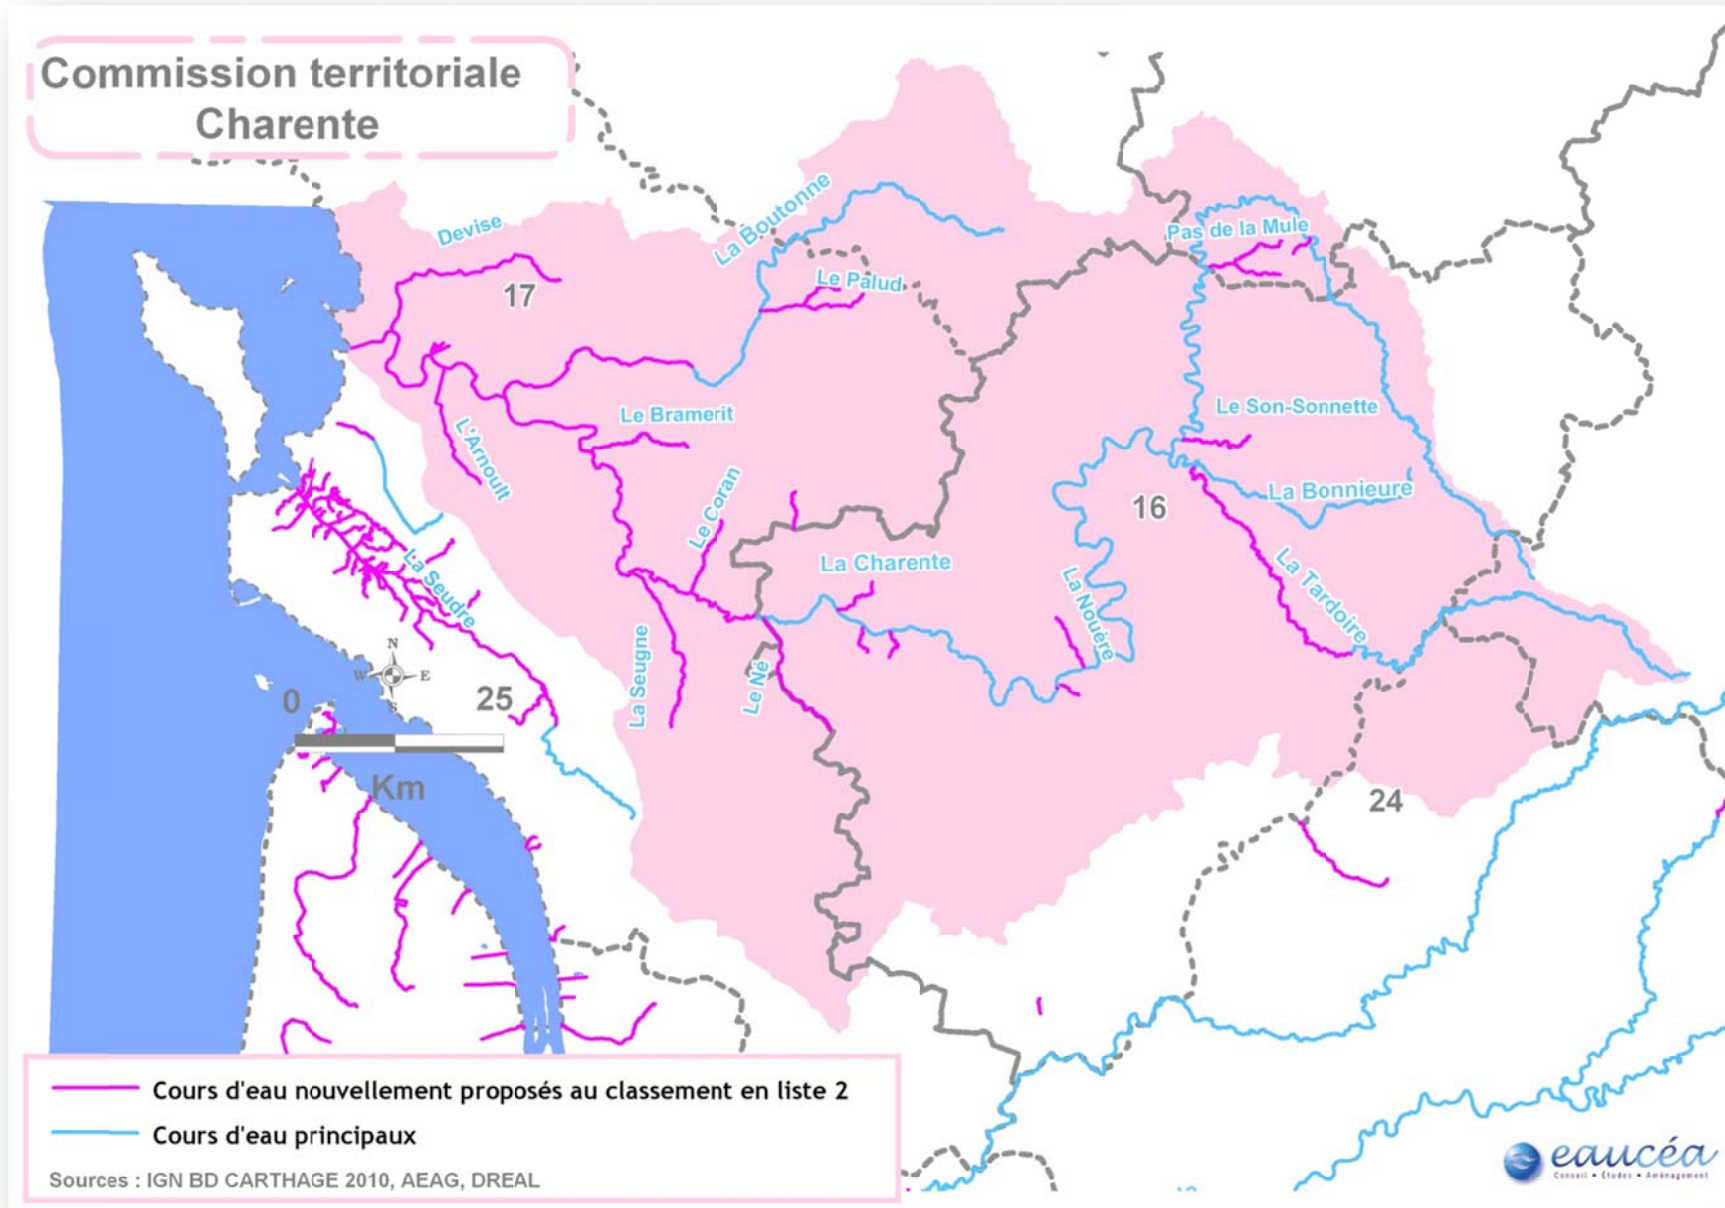 Commission territoriale
Charente
Devise
La Boutonne
Pas de la Mule
17
Le Palud
L'Arnoult
Le Bramerit
Le Son-Sonnette
Le Coran
16
La Bonnieure
La Seudre
La Charente
La Nouère
La Tardoire
La Seugne
Le Né
N
W
E
S
0
25
Km
24
Cours d'eau nouvellement proposés au classement en liste 2
Cours d'eau principaux
Sources : IGN BD CARTHAGE 2010, AEAG, DREAL
eaucéa
Conseil • Études • Aménagement